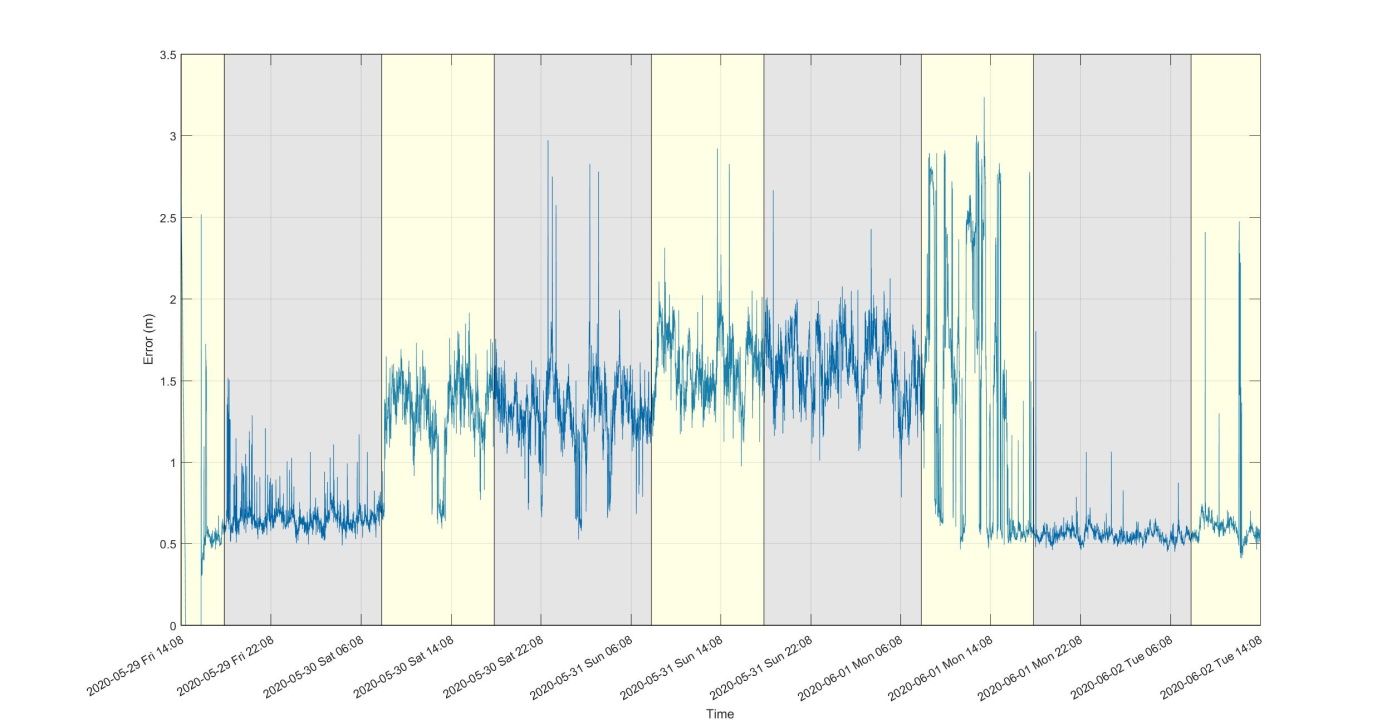 3.5
3
2.5
2
1.5
1
0.5
0
Error (m)
2020-05-29 Fri 14:08
2020-05-29 Fri 22:08
2020-05-30 Sat 06:08
2020-05-30 Sat 14:08
2020-05-30 Sat 22:08
2020-05-31 Sun 06:08
2020-05-31 Sun 14:08
2020-05-31 Sun 22:08
2020-06-01 Mon 06:08
2020-06-01 Mon 14:08
2020-06-01 Mon 22:08
2020-06-02 Tue 06:08
2020-06-02 Tue 14:08
Time